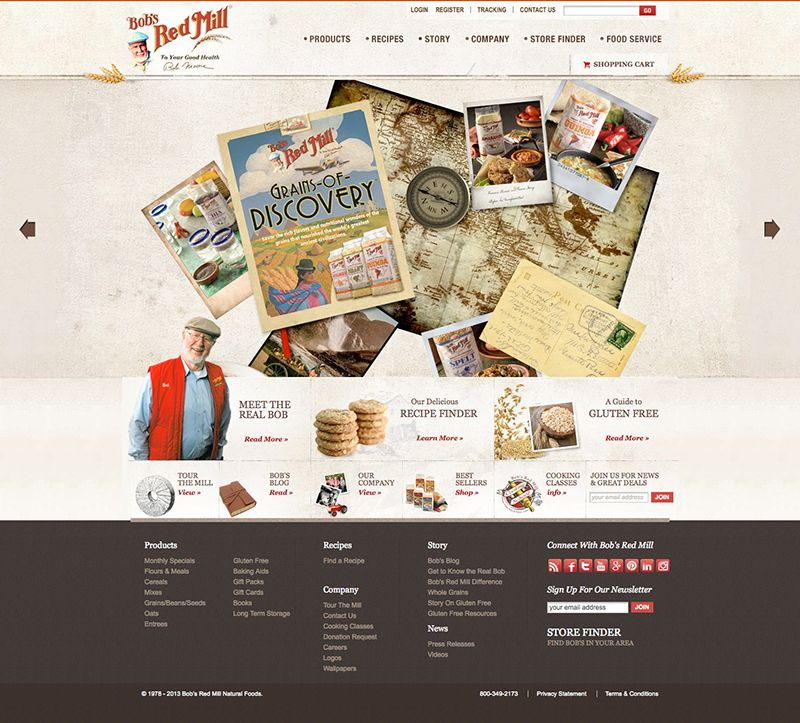 LOGIN REGISTER | TRACKING | CONTACT US GO
Bob's
Red Mill
To Your Good Health
Bob Moore
• PRODUCTS • RECIPES • STORY • COMPANY • STORE FINDER • FOOD SERVICE
SHOPPING CART
Bob's
Red Mill
GRAINS-OF-
DISCOVERY
Taste the rich flavors and nutritional wonders of the
grains that nourished the world's greatest
ancient civilizations.
QUINOA
SPELT
MEET THE
REAL BOB
Read More »
Our Delicious
RECIPE FINDER
Learn More »
A Guide to
GLUTEN FREE
Read More »
TOUR
THE MILL
View »
BOB'S
BLOG
Read »
OUR
COMPANY
View »
BEST
SELLERS
Shop »
COOKING
CLASSES
info »
JOIN US FOR NEWS
& GREAT DEALS
your email address JOIN
Products
Monthly Specials
Flours & Meals
Cereals
Mixes
Grains/Beans/Seeds
Oats
Entrees
Gluten Free
Baking Aids
Gift Packs
Gift Cards
Books
Long Term Storage
Recipes
Find a Recipe
Company
Tour The Mill
Contact Us
Cooking Classes
Donation Request
Careers
Logos
Wallpapers
Story
Bob's Blog
Get to Know the Real Bob
Bob's Red Mill Difference
Whole Grains
Story On Gluten Free
Gluten Free Resources
News
Press Releases
Videos
Connect With Bob's Red Mill
Sign Up For Our Newsletter
your email address JOIN
STORE FINDER
FIND BOB'S IN YOUR AREA
© 1978 - 2013 Bob's Red Mill Natural Foods.
800-349-2173 | Privacy Statement | Terms & Conditions